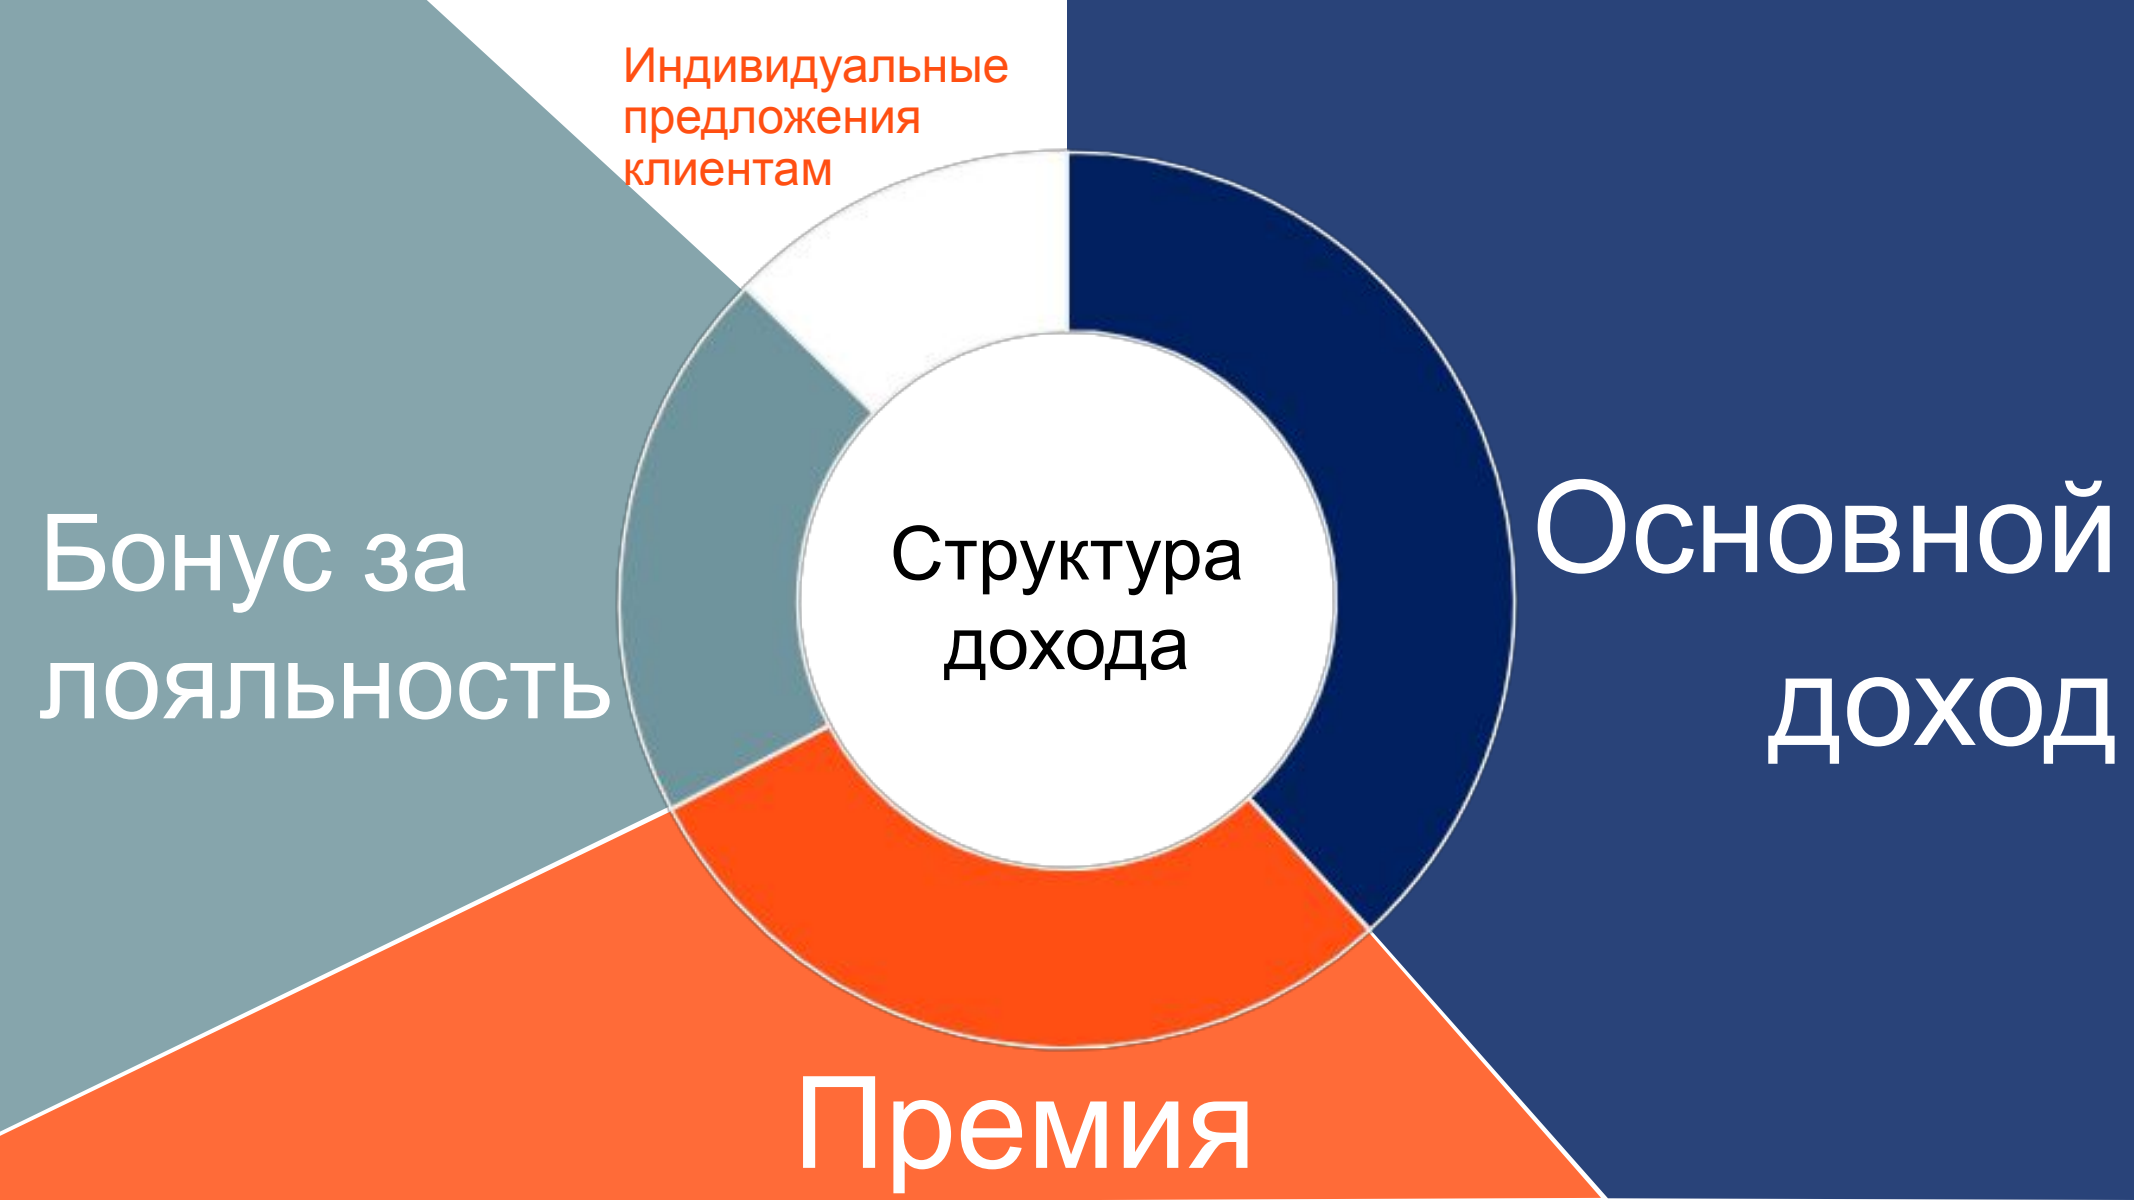 Индивидуальные
предложения
клиентам
Бонус за
лояльность
Структура
дохода
Основной
доход
Премия